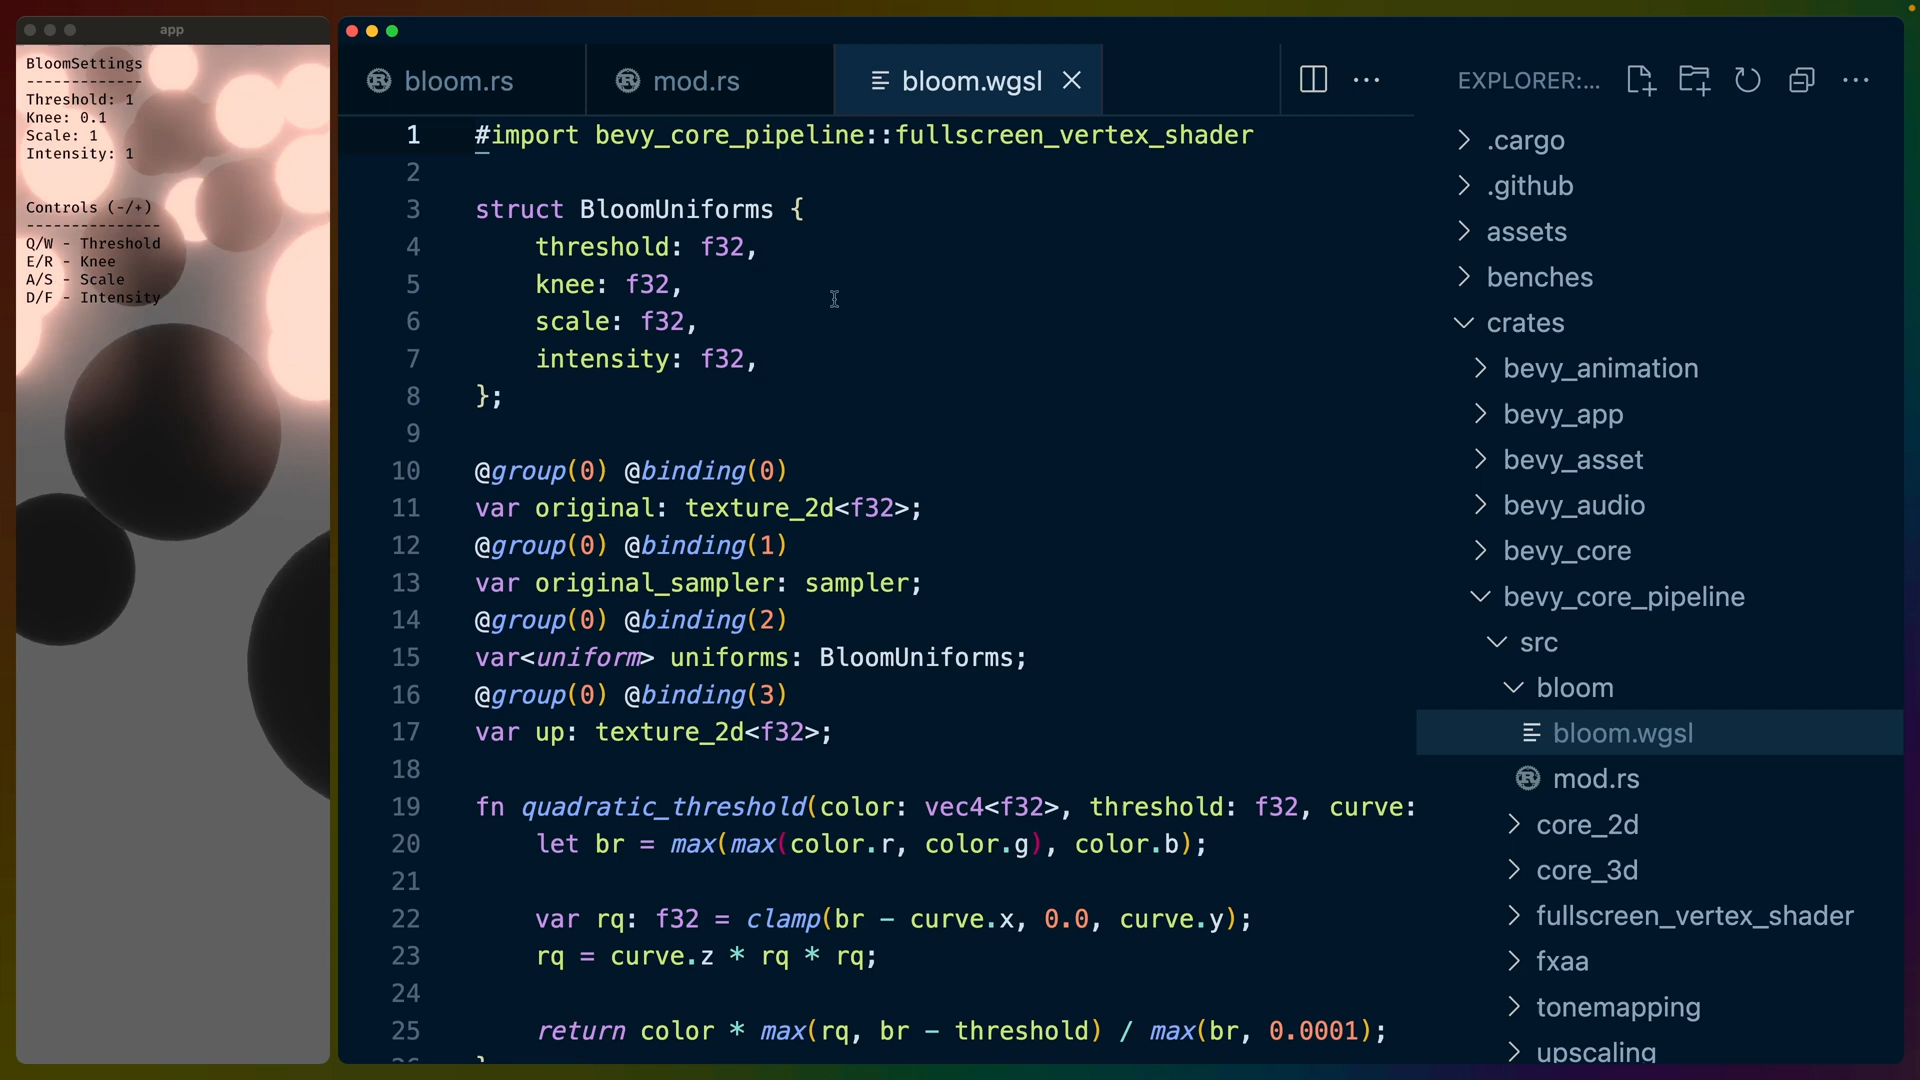 app
BloomSettings
-------------
Threshold: 1
Knee: 0.1
Scale: 1
Intensity: 1
Controls (-/+)
---------------
Q/W - Threshold
E/R - Knee
A/S - Scale
D/F - Intensity
bloom.rs
mod.rs
bloom.wgsl
1 #import bevy_core_pipeline::fullscreen_vertex_shader
2
3 struct BloomUniforms {
4 threshold: f32,
5 knee: f32,
6 scale: f32,
7 intensity: f32,
8 };
9
10 @group(0) @binding(0)
11 var original: texture_2d<f32>;
12 @group(0) @binding(1)
13 var original_sampler: sampler;
14 @group(0) @binding(2)
15 var<uniform> uniforms: BloomUniforms;
16 @group(0) @binding(3)
17 var up: texture_2d<f32>;
18
19 fn quadratic_threshold(color: vec4<f32>, threshold: f32, curve:
20 let br = max(max(color.r, color.g), color.b);
21
22 var rq: f32 = clamp(br - curve.x, 0.0, curve.y);
23 rq = curve.z * rq * rq;
24
25 return color * max(rq, br - threshold) / max(br, 0.0001);
EXPLORER:...
.cargo
.github
assets
benches
crates
bevy_animation
bevy_app
bevy_asset
bevy_audio
bevy_core
bevy_core_pipeline
src
bloom
bloom.wgsl
mod.rs
core_2d
core_3d
fullscreen_vertex_shader
fxaa
tonemapping
upscaling